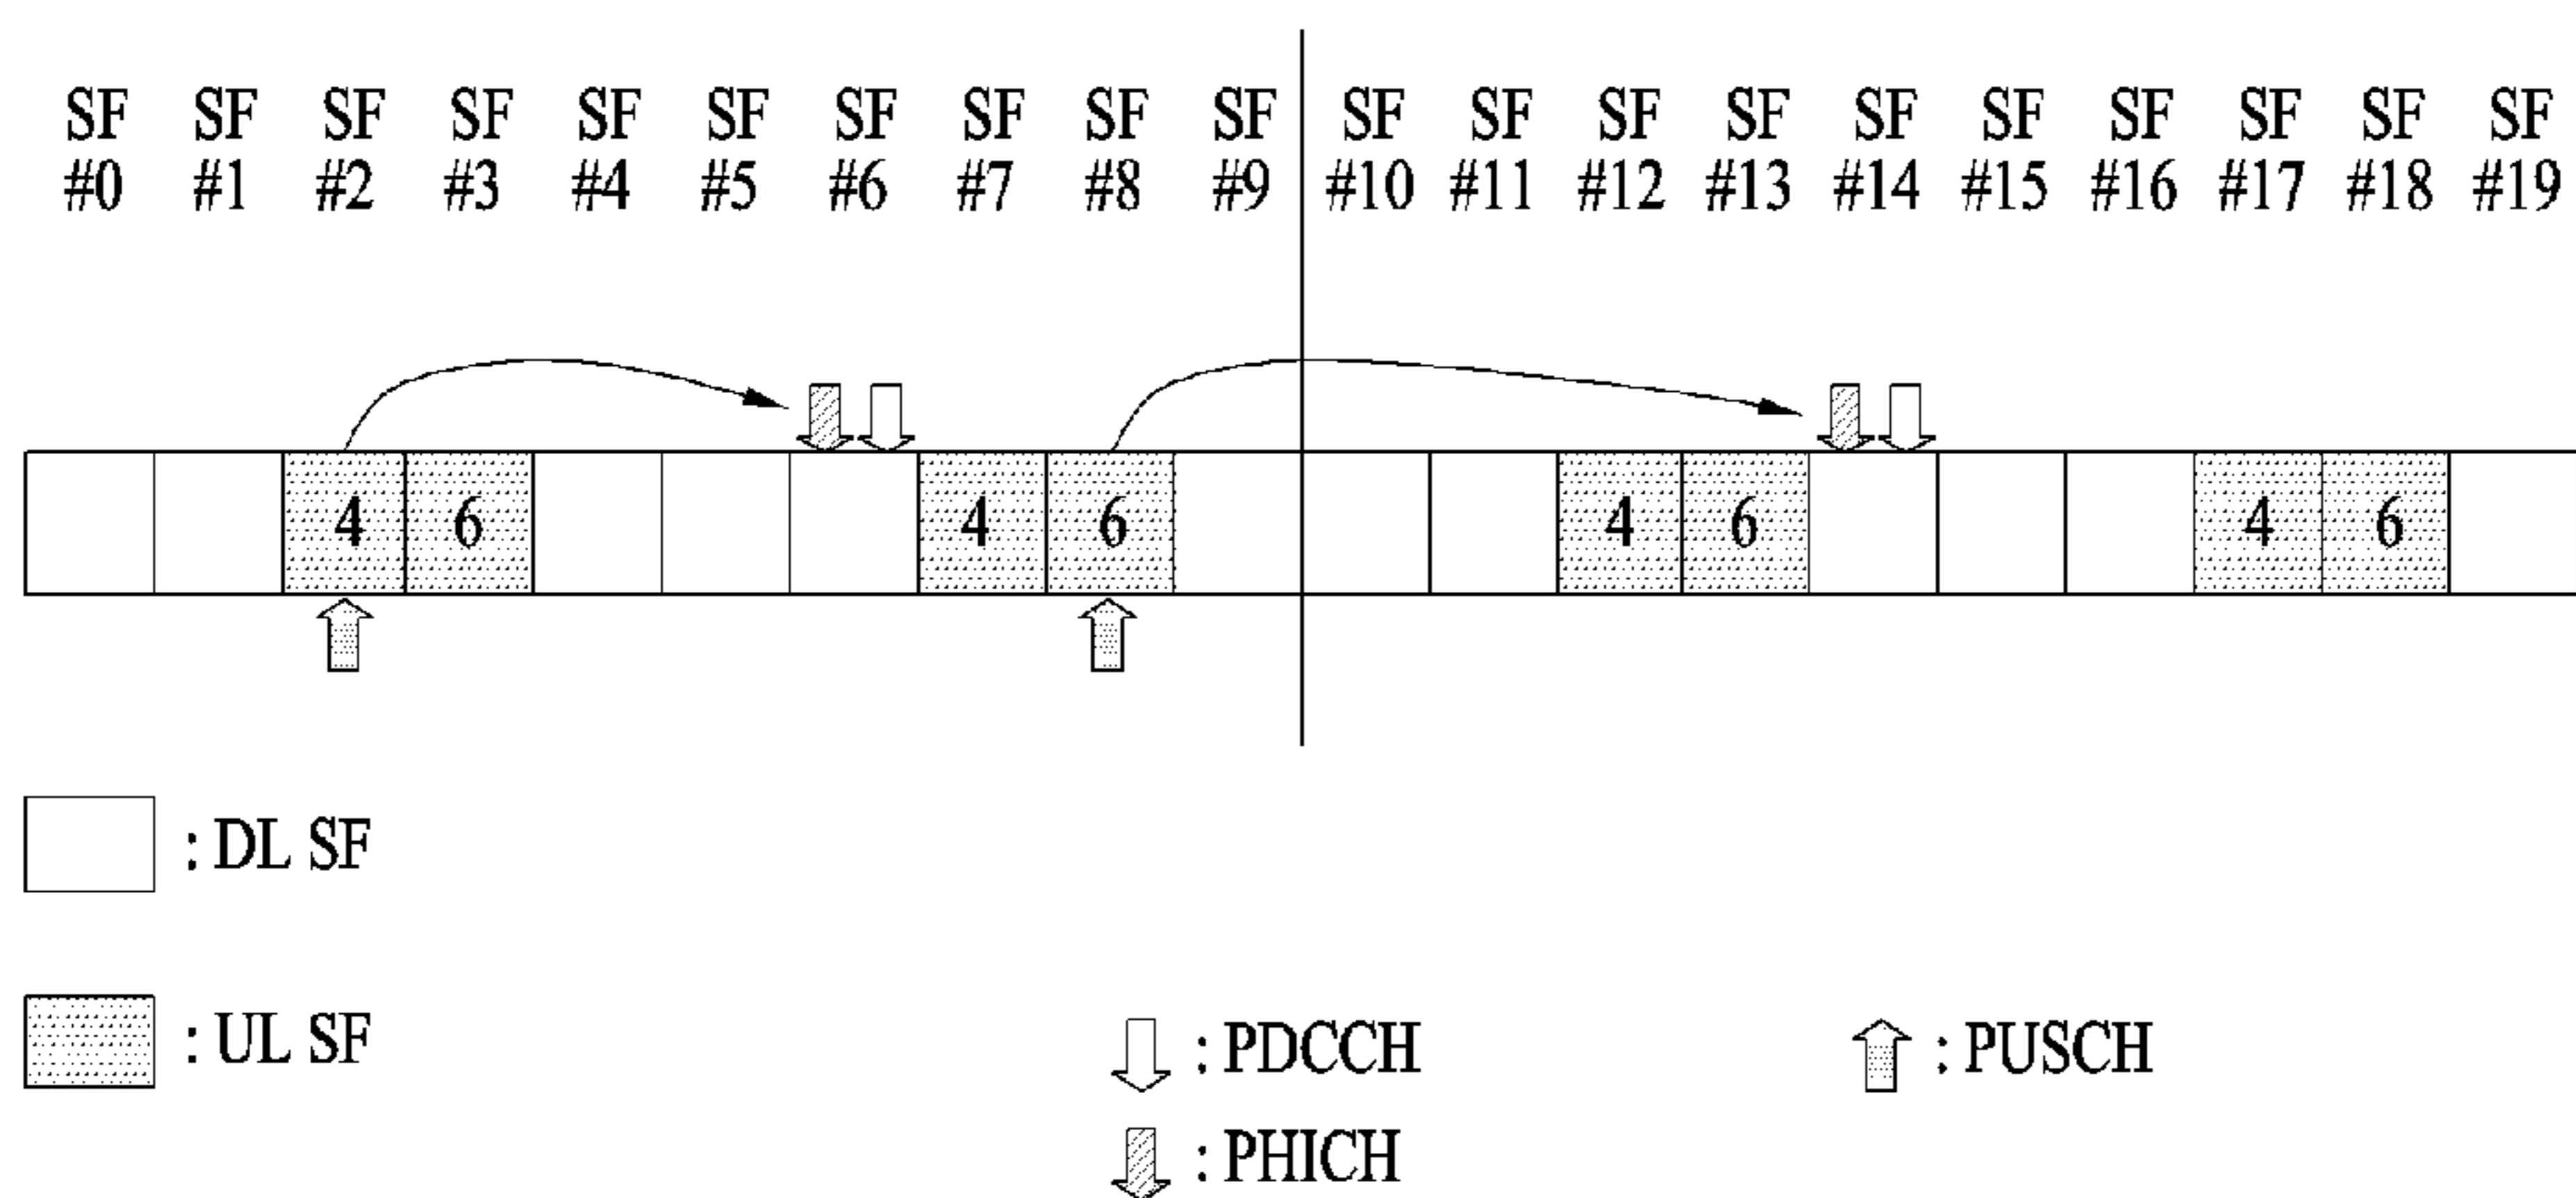 SF SF SF SF SF SF SF SF SF SF SF SF SF SF SF SF SF SF SF SF
#0 #1 #2 #3 #4 #5 #6 #7 #8 #9 #10 #11 #12 #13 #14 #15 #16 #17 #18 #19
4 6 4 6 4 6 4 6
: DL SF
: UL SF
: PDCCH
: PUSCH
: PHICH